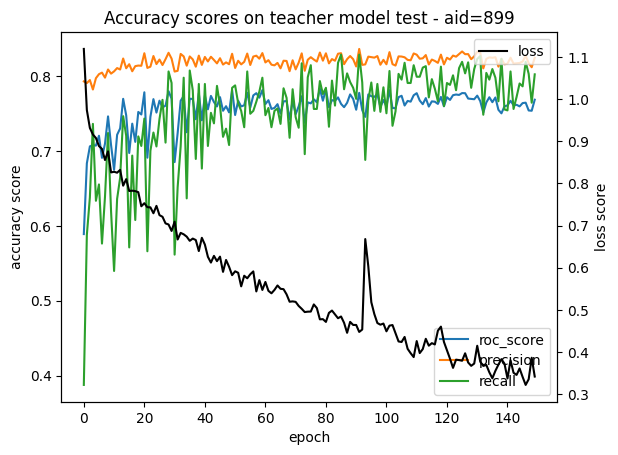 Accuracy scores on teacher model test - aid=899
loss
accuracy score
0.8
0.7
0.6
0.5
0.4
1.1
1.0
0.9
0.8
0.7
0.6
0.5
0.4
0.3
loss score
roc_score
precision
recall
0
20
40
60
80
100
120
140
epoch